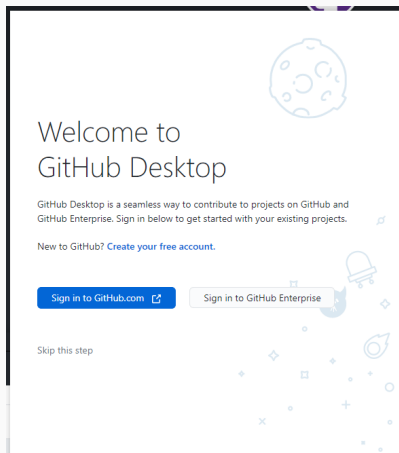 Welcome to
GitHub Desktop
GitHub Desktop is a seamless way to contribute to projects on GitHub and
GitHub Enterprise. Sign in below to get started with your existing projects.
New to GitHub? Create your free account.
Sign in to GitHub.com
Sign in to GitHub Enterprise
Skip this step